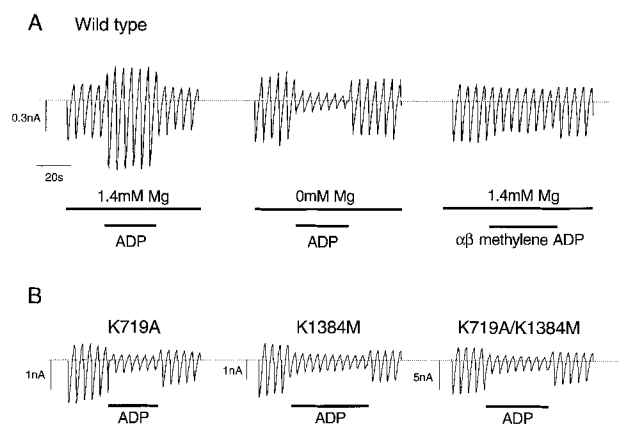 A Wild type
0.3nA
20s
1.4mM Mg 0mM Mg 1.4mM Mg
ADP ADP αβ methylene ADP
B
K719A K1384M K719A/K1384M
1nA 1nA 5nA
ADP ADP ADP